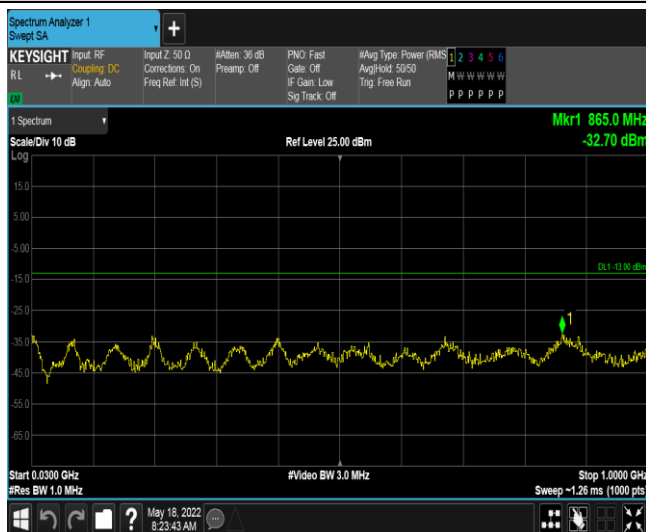 Spectrum Analyzer 1
Swept SA
+
KEYSIGHT
RL
LXI
Input: RF
Coupling: DC
Align: Auto
Input Z: 50 Ω
Corrections: On
Freq Ref: Int (S)
#Atten: 36 dB
Preamp: Off
PNO: Fast
Gate: Off
IF Gain: Low
Sig Track: Off
#Avg Type: Power (RMS
Avg|Hold: 50/50
Trig: Free Run
1 2 3 4 5 6
M W W W W W
P P P P P P
1 Spectrum
Scale/Div 10 dB
Ref Level 25.00 dBm
Mkr1 865.0 MHz
-32.70 dBm
Log
15.0
5.00
-5.00
-15.0
-25.0
-35.0
-45.0
-55.0
-65.0
DL1 -13.00 dBm
1
Start 0.0300 GHz
#Res BW 1.0 MHz
#Video BW 3.0 MHz
Stop 1.0000 GHz
Sweep ~1.26 ms (1000 pts)
?
May 18, 2022
8:23:43 AM